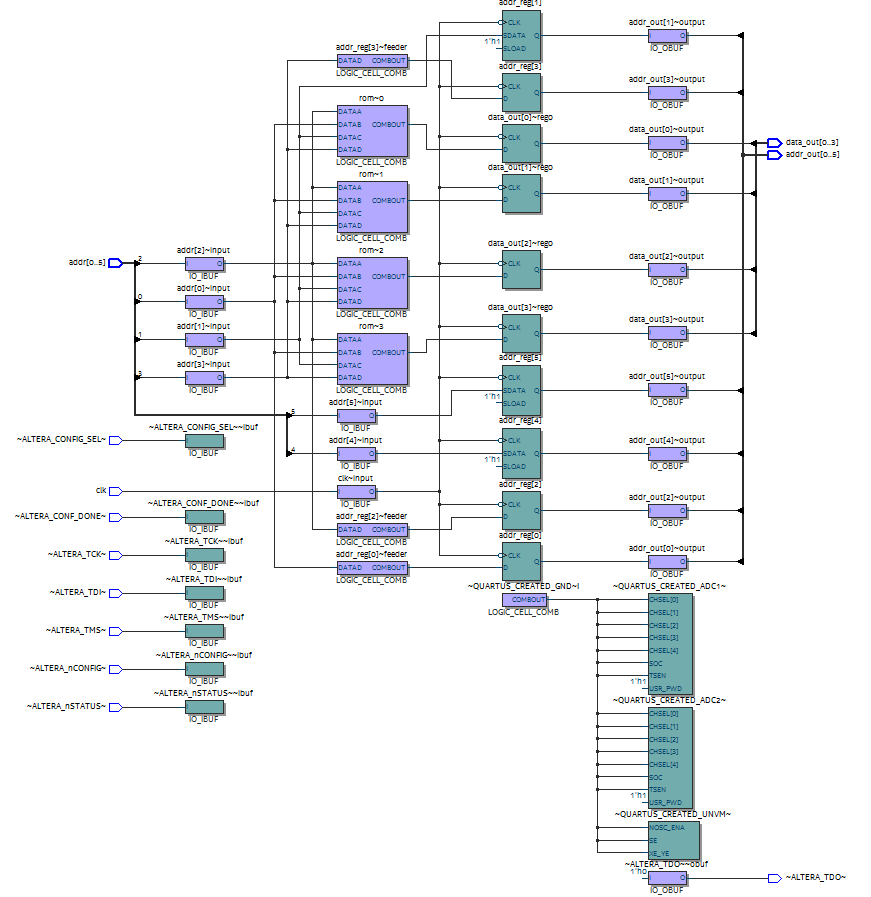 addr_reg[1]
CLK
SDATA
SLOAD
Q
1'h1
addr_out[1]~output
I O
IO_OBUF
addr_reg[3]~feeder
DATAD COMBOUT
LOGIC_CELL_COMB
addr_reg[3]
CLK
D
Q
addr_out[3]~output
I O
IO_OBUF
rom~0
DATAA
DATAB COMBOUT
DATAC
DATAD
LOGIC_CELL_COMB
data_out[0]~reg0
CLK
D
Q
data_out[0]~output
I O
IO_OBUF
data_out[0..3]
addr_out[0..5]
rom~1
DATAA
DATAB COMBOUT
DATAC
DATAD
LOGIC_CELL_COMB
data_out[1]~reg0
CLK
D
Q
data_out[1]~output
I O
IO_OBUF
addr[0..5]
2
addr[2]~input
I O
IO_IBUF
0
addr[0]~input
I O
IO_IBUF
1
addr[1]~input
I O
IO_IBUF
3
addr[3]~input
I O
IO_IBUF
rom~2
DATAA
DATAB COMBOUT
DATAC
DATAD
LOGIC_CELL_COMB
data_out[2]~reg0
CLK
D
Q
data_out[2]~output
I O
IO_OBUF
rom~3
DATAA
DATAB COMBOUT
DATAC
DATAD
LOGIC_CELL_COMB
data_out[3]~reg0
CLK
D
Q
data_out[3]~output
I O
IO_OBUF
5
addr[5]~input
I O
IO_IBUF
addr_reg[5]
CLK
SDATA
SLOAD
Q
1'h1
addr_out[5]~output
I O
IO_OBUF
4
addr[4]~input
I O
IO_IBUF
addr_reg[4]
CLK
SDATA
SLOAD
Q
1'h1
addr_out[4]~output
I O
IO_OBUF
~ALTERA_CONFIG_SEL~
~ALTERA_CONFIG_SEL~~ibuf
I
IO_IBUF
clk
clk~input
I O
IO_IBUF
addr_reg[2]~feeder
DATAD COMBOUT
LOGIC_CELL_COMB
addr_reg[2]
CLK
D
Q
addr_out[2]~output
I O
IO_OBUF
addr_reg[0]~feeder
DATAD COMBOUT
LOGIC_CELL_COMB
addr_reg[0]
CLK
D
Q
addr_out[0]~output
I O
IO_OBUF
~ALTERA_CONF_DONE~
~ALTERA_CONF_DONE~~ibuf
I
IO_IBUF
~ALTERA_TCK~
~ALTERA_TCK~~ibuf
I
IO_IBUF
~ALTERA_TDI~
~ALTERA_TDI~~ibuf
I
IO_IBUF
~ALTERA_TMS~
~ALTERA_TMS~~ibuf
I
IO_IBUF
~ALTERA_nCONFIG~
~ALTERA_nCONFIG~~ibuf
I
IO_IBUF
~ALTERA_nSTATUS~
~ALTERA_nSTATUS~~ibuf
I
IO_IBUF
~QUARTUS_CREATED_GND~I
COMBOUT
LOGIC_CELL_COMB
~QUARTUS_CREATED_ADC1~
CHSEL[0]
CHSEL[1]
CHSEL[2]
CHSEL[3]
CHSEL[4]
SOC
TSEN
1'h1
USR_PWD
~QUARTUS_CREATED_ADC2~
CHSEL[0]
CHSEL[1]
CHSEL[2]
CHSEL[3]
CHSEL[4]
SOC
TSEN
1'h1
USR_PWD
~QUARTUS_CREATED_UNVM~
NOSC_ENA
SE
XE_YE
~ALTERA_TDO~~obuf
1'h0
I O
IO_OBUF
~ALTERA_TDO~